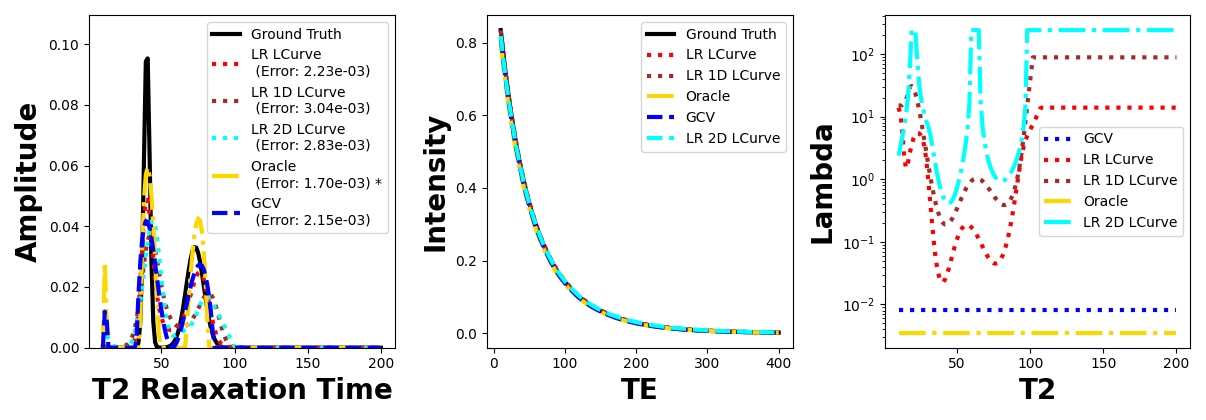 Amplitude
0.10
0.08
0.06
0.04
0.02
0.00
Ground Truth
LR LCurve
(Error: 2.23e-03)
LR 1D LCurve
(Error: 3.04e-03)
LR 2D LCurve
(Error: 2.83e-03)
Oracle
(Error: 1.70e-03) *
GCV
(Error: 2.15e-03)
50
100
150
200
T2 Relaxation Time
Intensity
0.8
0.6
0.4
0.2
0.0
Ground Truth
LR LCurve
LR 1D LCurve
Oracle
GCV
LR 2D LCurve
0
100
200
300
400
TE
Lambda
10²
10¹
10⁰
10⁻¹
10⁻²
GCV
LR LCurve
LR 1D LCurve
Oracle
LR 2D LCurve
50
100
150
200
T2